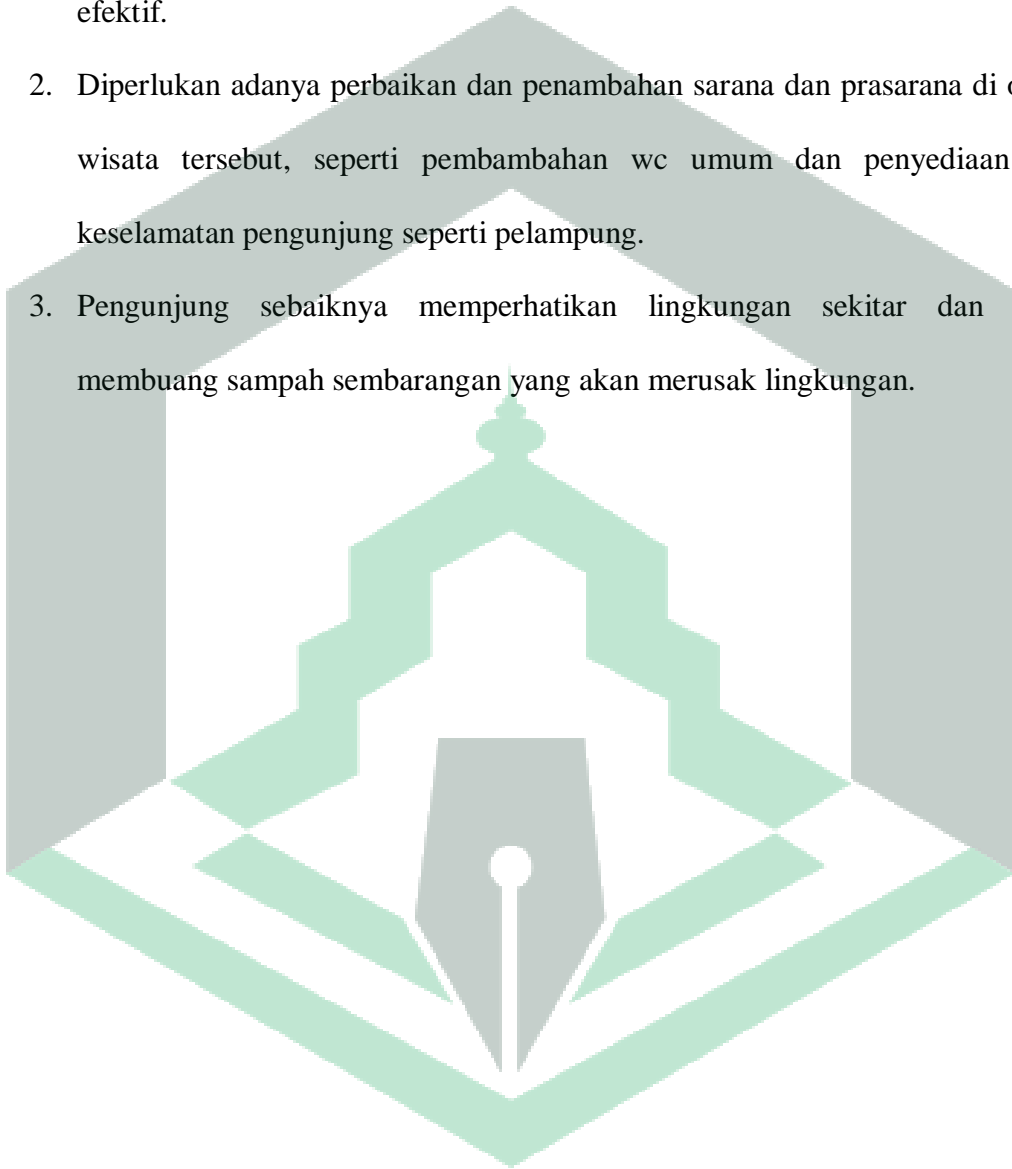 efektif.
2. Diperlukan adanya perbaikan dan penambahan sarana dan prasarana di
wisata tersebut, seperti pembambahan wc umum dan penyediaan
keselamatan pengunjung seperti pelampung.
3. Pengunjung sebaiknya memperhatikan lingkungan sekitar dan
membuang sampah sembarangan yang akan merusak lingkungan.